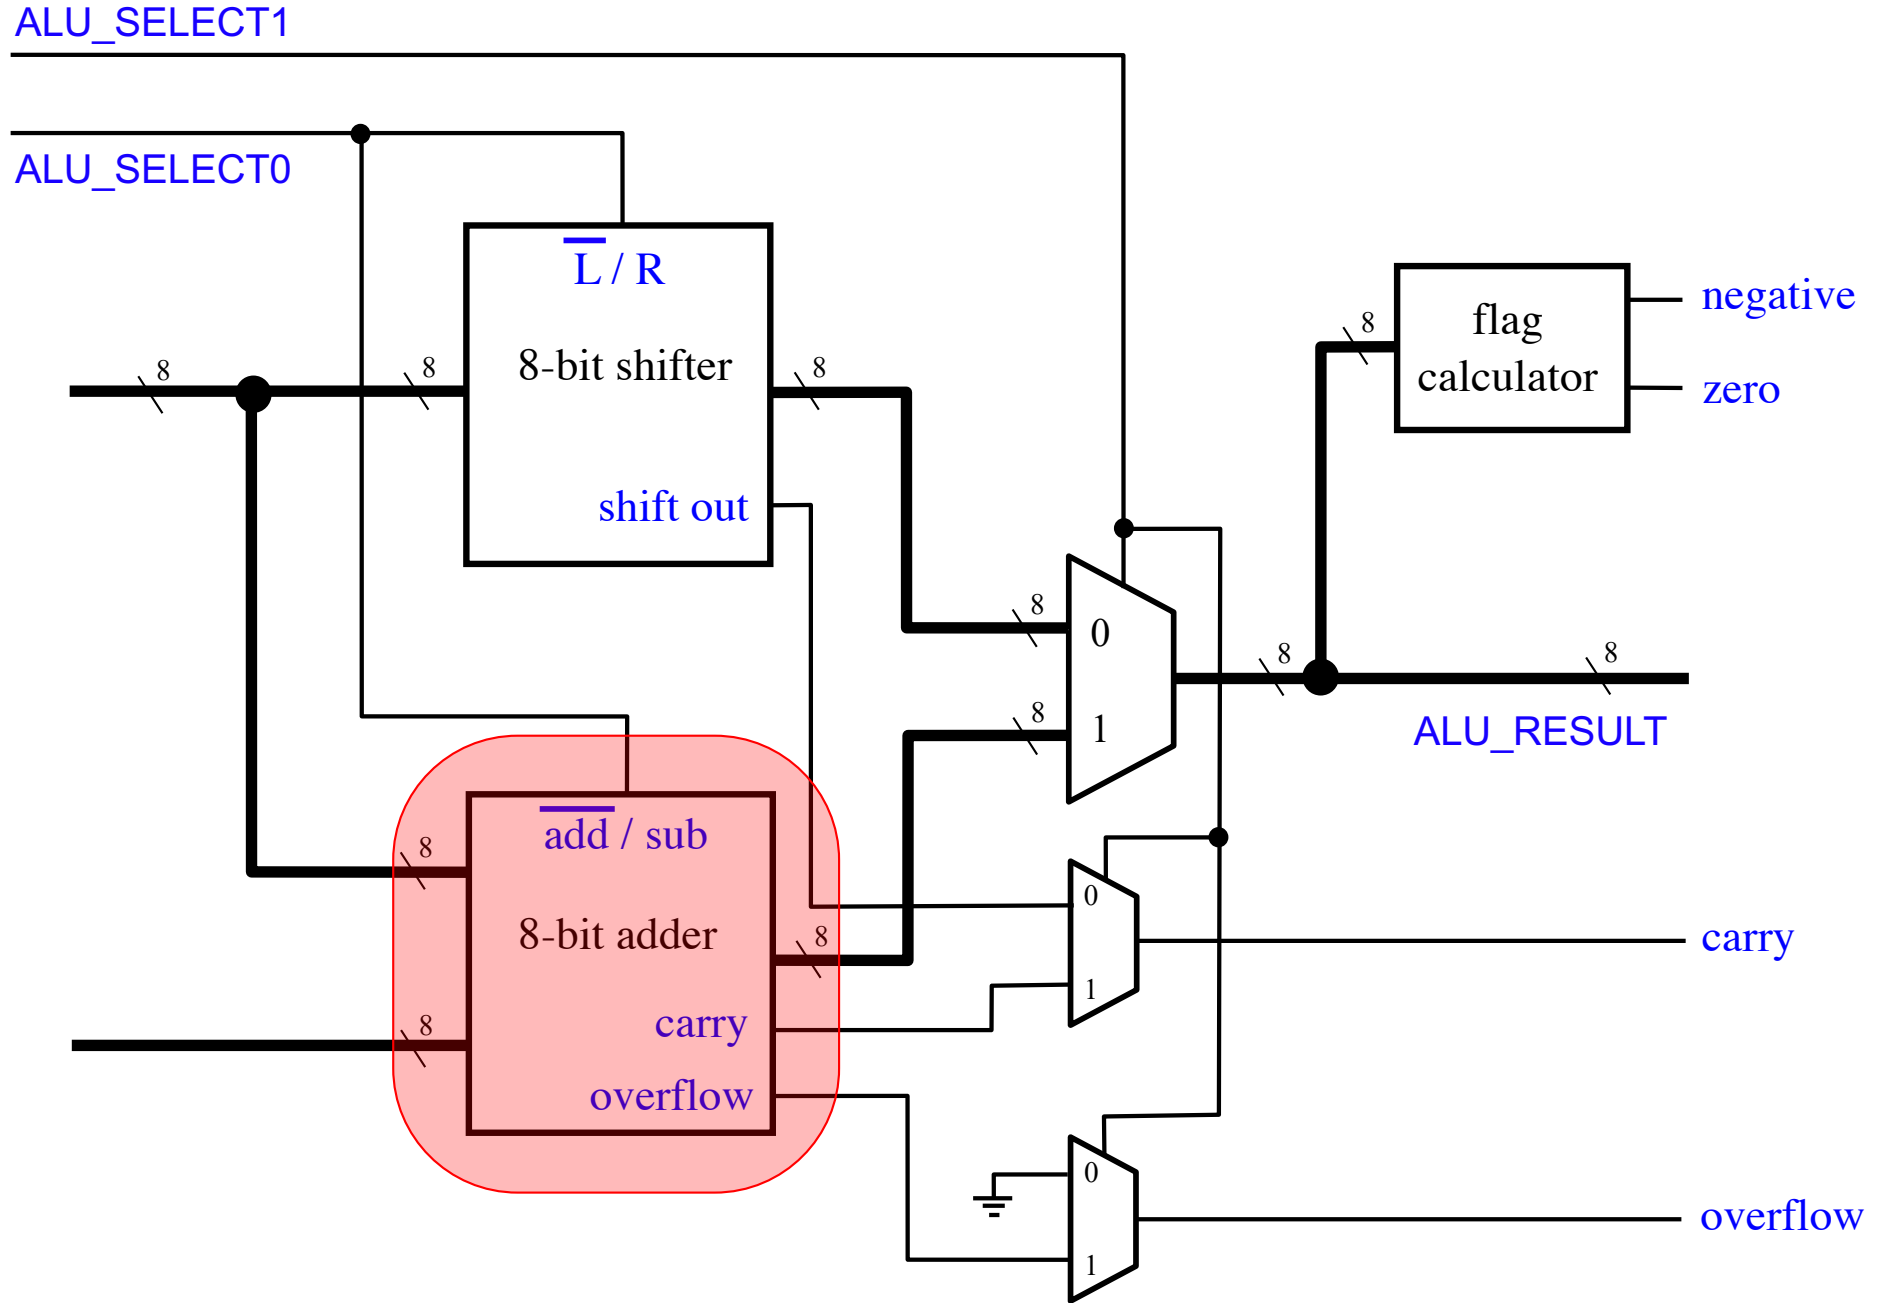 ALU_SELECT1
ALU_SELECT0
L / R
8-bit shifter
shift out
8
8
8
8
0
8
1
8
8
8
flag
calculator
negative
zero
ALU_RESULT
add / sub
8-bit adder
carry
overflow
8
8
8
0
1
carry
0
1
overflow